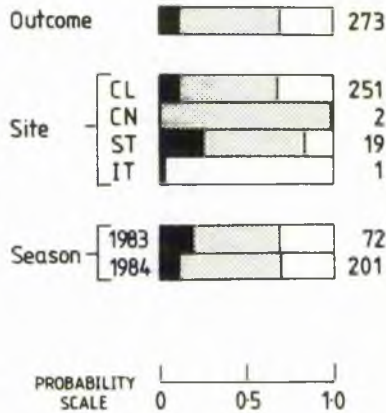 Outcome 273
CL 251
Site CN 2
ST 19
IT 1
1983 72
Season 1984 201
PROBABILITY
SCALE 0 0·5 1·0